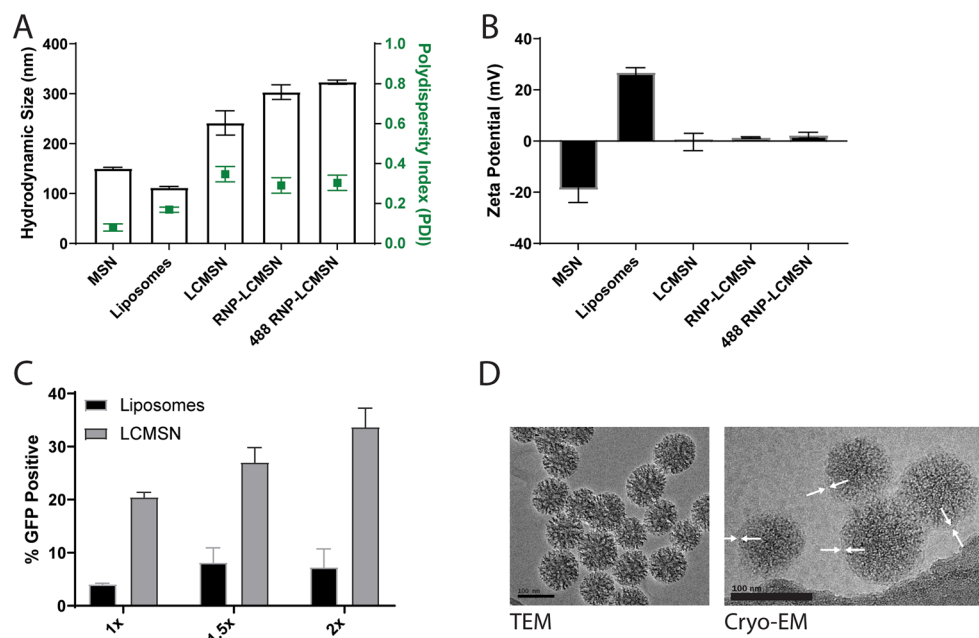 A
Hydrodynamic Size (nm)
400
300
200
100
0
1.0
0.8
0.6
0.4
0.2
0.0
Polydispersity Index (PDI)
MSN
Liposomes
LCMSN
RNP-LCMSN
488 RNP-LCMSN
B
Zeta Potential (mV)
40
20
0
-20
-40
MSN
Liposomes
LCMSN
RNP-LCMSN
488 RNP-LCMSN
C
% GFP Positive
40
30
20
10
0
Liposomes
LCMSN
1x
1.5x
2x
D
100 nm
TEM
100 nm
Cryo-EM